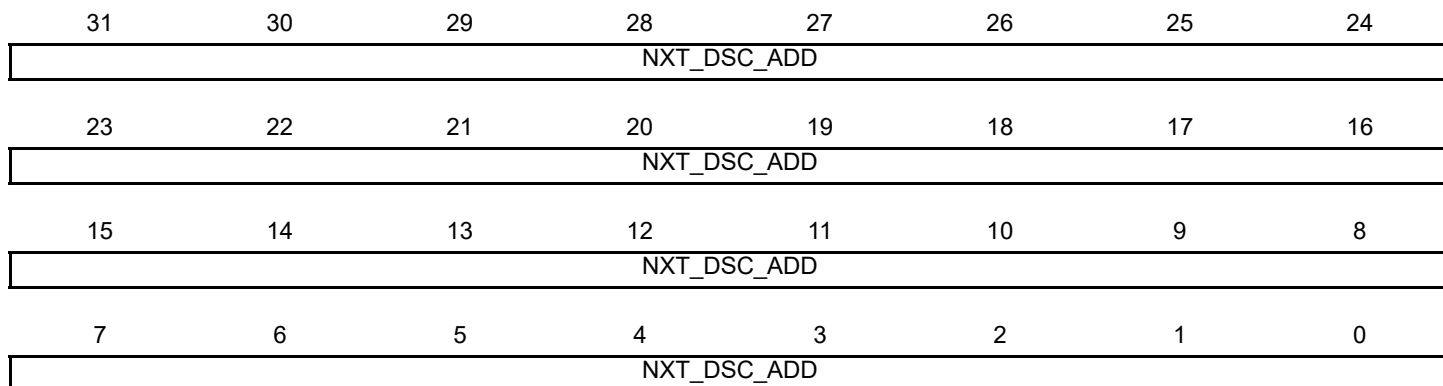 31 30 29 28 27 26 25 24
NXT_DSC_ADD
23 22 21 20 19 18 17 16
NXT_DSC_ADD
15 14 13 12 11 10 9 8
NXT_DSC_ADD
7 6 5 4 3 2 1 0
NXT_DSC_ADD